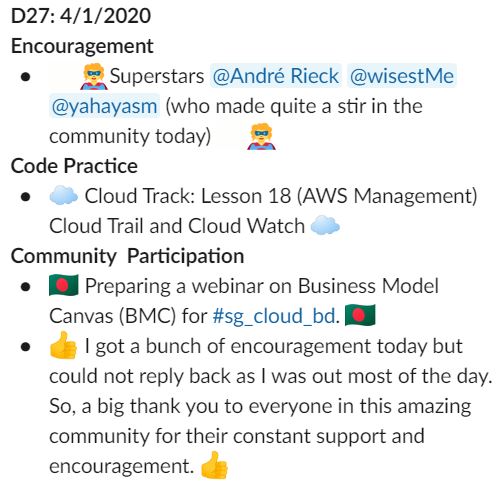 D27: 4/1/2020
Encouragement
● 🦸Superstars @André Rieck @wisestMe
@yahayasm (who made quite a stir in the
community today) 🦸
Code Practice
● ☁️ Cloud Track: Lesson 18 (AWS Management)
Cloud Trail and Cloud Watch ☁️
Community Participation
● 🇧🇩 Preparing a webinar on Business Model
Canvas (BMC) for #sg_cloud_bd. 🇧🇩
● 👍 I got a bunch of encouragement today but
could not reply back as I was out most of the day.
So, a big thank you to everyone in this amazing
community for their constant support and
encouragement. 👍